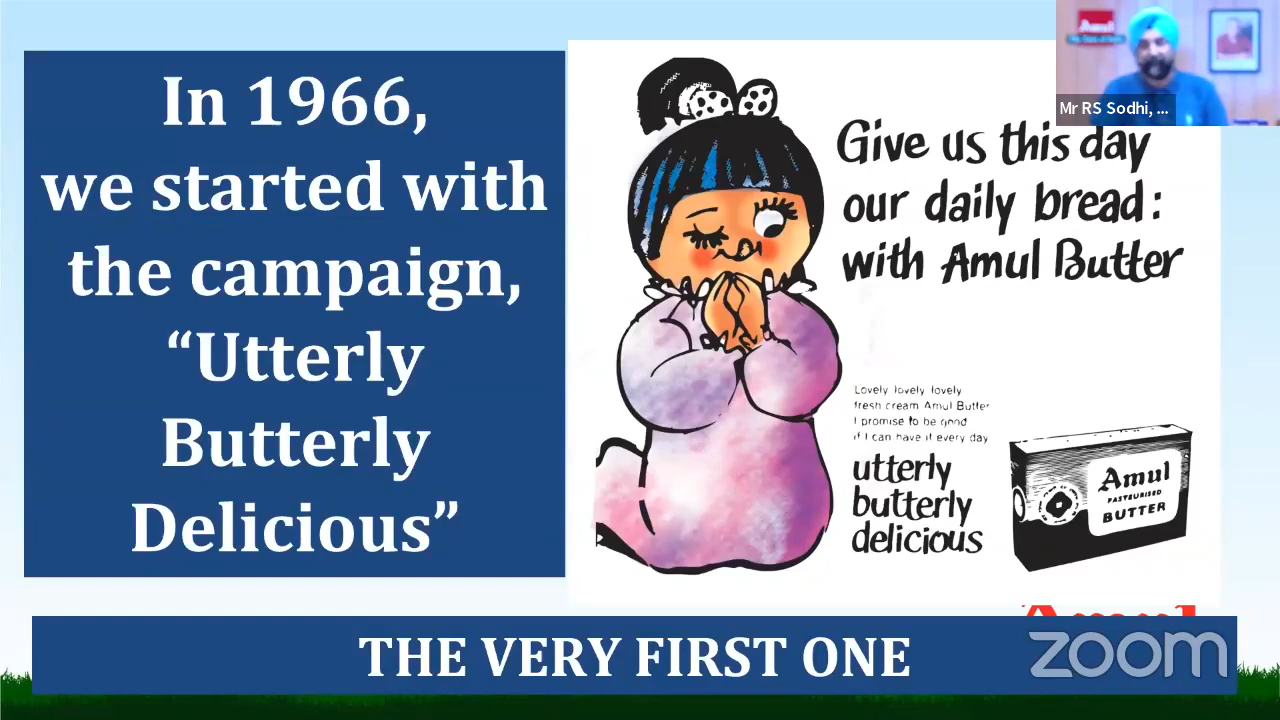 In 1966,
we started with
the campaign,
“Utterly
Butterly
Delicious”
Amul
Mr RS Sodhi, ...
Give us this day
our daily bread:
with Amul Butter
Lovely lovely lovely
fresh cream Amul Butter
I promise to be good
if I can have it every day
utterly
butterly
delicious
Amul
PASTEURISED
BUTTER
Amul
THE VERY FIRST ONE
zoom